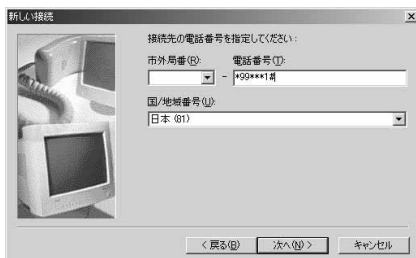 新しい接続
接続先の電話番号を指定してください:
市外局番(R): 電話番号(T):
- *99***1#
国/地域番号(U):
日本 (81)
< 戻る(B) 次へ(N) > キャンセル